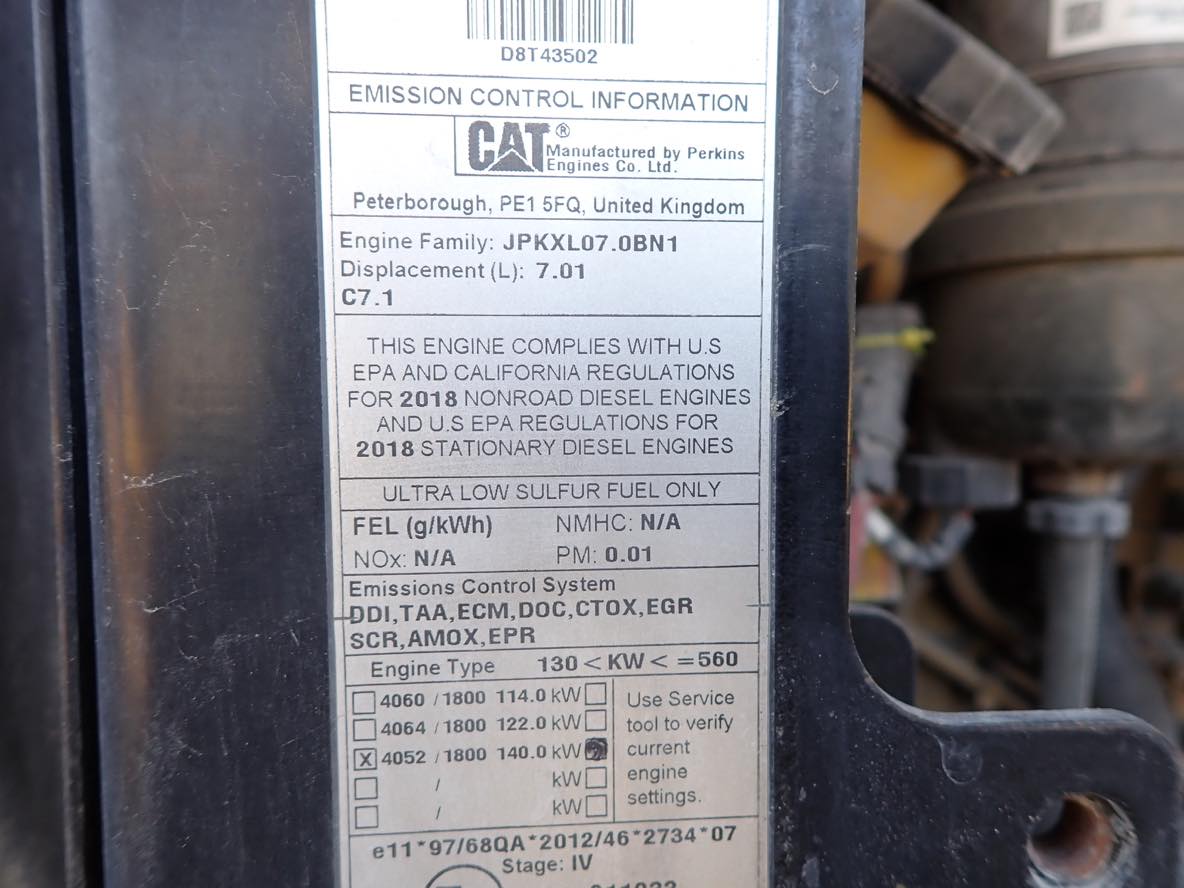 D8T43502
EMISSION CONTROL INFORMATION
CAT®
Manufactured by Perkins
Engines Co. Ltd.
Peterborough, PE1 5FQ, United Kingdom
Engine Family: JPKXL07.0BN1
Displacement (L): 7.01
C7.1
THIS ENGINE COMPLIES WITH U.S
EPA AND CALIFORNIA REGULATIONS
FOR 2018 NONROAD DIESEL ENGINES
AND U.S EPA REGULATIONS FOR
2018 STATIONARY DIESEL ENGINES
ULTRA LOW SULFUR FUEL ONLY
FEL (g/kWh) NMHC: N/A
NOx: N/A PM: 0.01
Emissions Control System
DDI,TAA,ECM,DOC,CTOX,EGR
SCR,AMOX,EPR
Engine Type 130 < KW < =560
4060 / 1800 114.0 kW
4064 / 1800 122.0 kW
X 4052 / 1800 140.0 kW
/ kW
/ kW
Use Service
tool to verify
current
engine
settings.
e11*97/68QA*2012/46*2734*07
Stage: IV